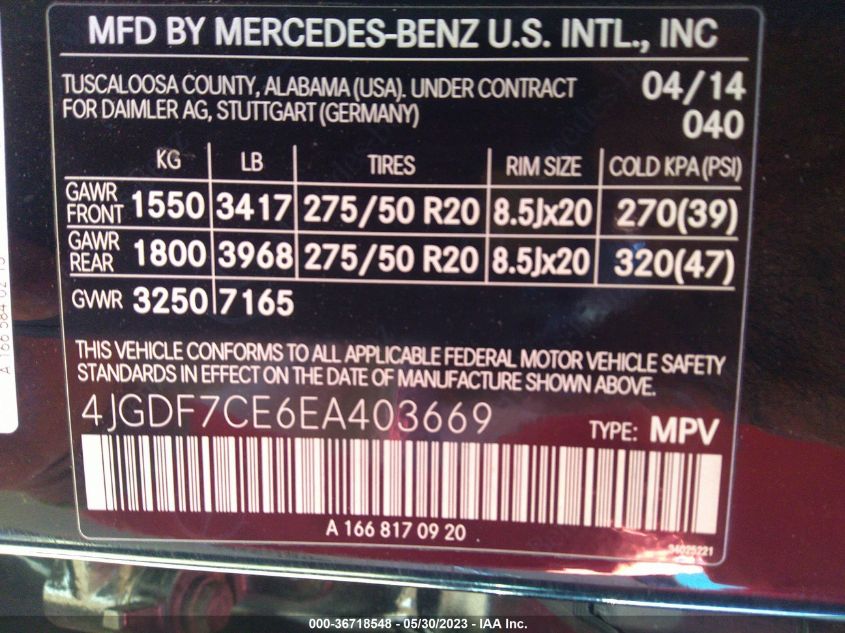 MFD BY MERCEDES-BENZ U.S. INTL., INC
TUSCALOOSA COUNTY, ALABAMA (USA). UNDER CONTRACT
FOR DAIMLER AG, STUTTGART (GERMANY)
04/14
040
KG LB TIRES RIM SIZE COLD KPA (PSI)
GAWR
FRONT 1550 3417 275/50 R20 8.5Jx20 270(39)
GAWR
REAR 1800 3968 275/50 R20 8.5Jx20 320(47)
GVWR 3250 7165
THIS VEHICLE CONFORMS TO ALL APPLICABLE FEDERAL MOTOR VEHICLE SAFETY
STANDARDS IN EFFECT ON THE DATE OF MANUFACTURE SHOWN ABOVE.
4JGDF7CE6EA403669
TYPE: MPV
A 166 817 09 20
000-36718548 - 05/30/2023 - IAA Inc.